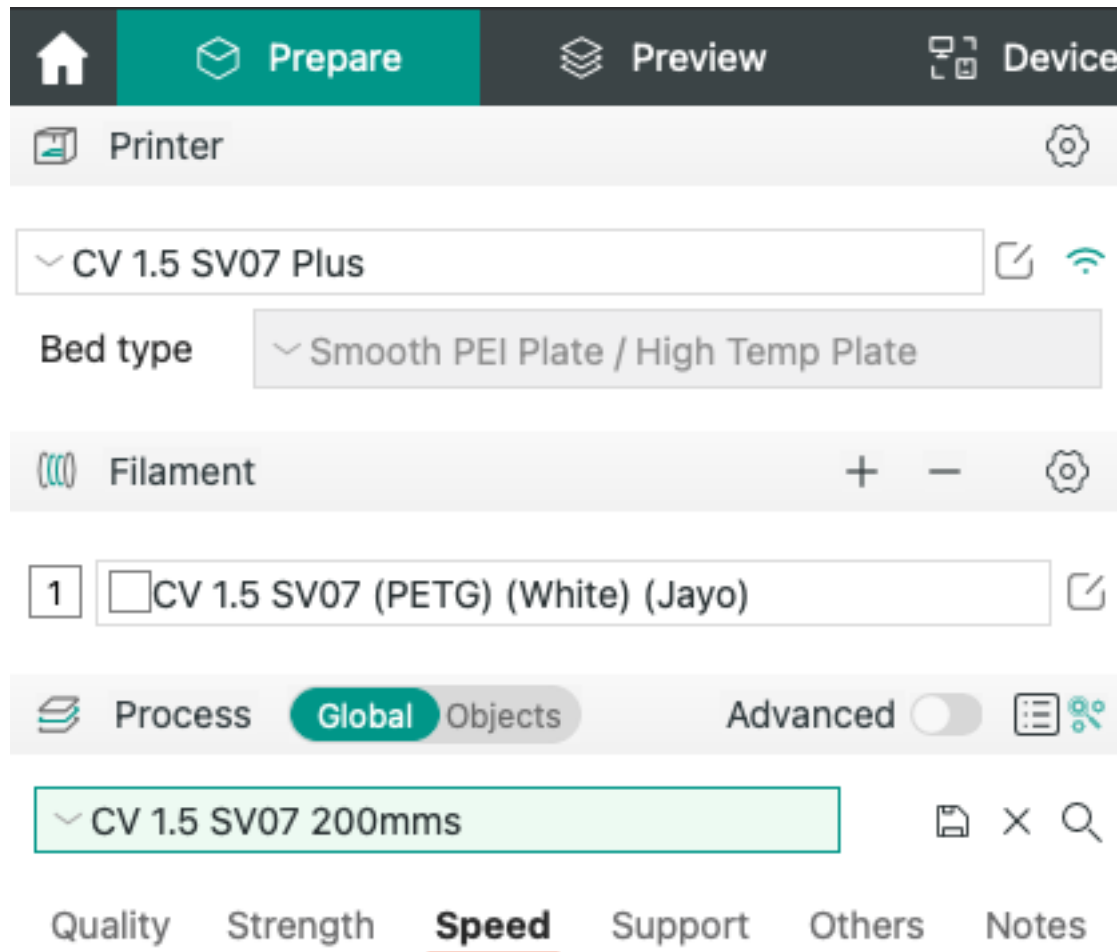 Prepare Preview Device
Printer
CV 1.5 SV07 Plus
Bed type Smooth PEI Plate / High Temp Plate
Filament
1 CV 1.5 SV07 (PETG) (White) (Jayo)
Process Global Objects Advanced
CV 1.5 SV07 200mms
Quality Strength Speed Support Others Notes